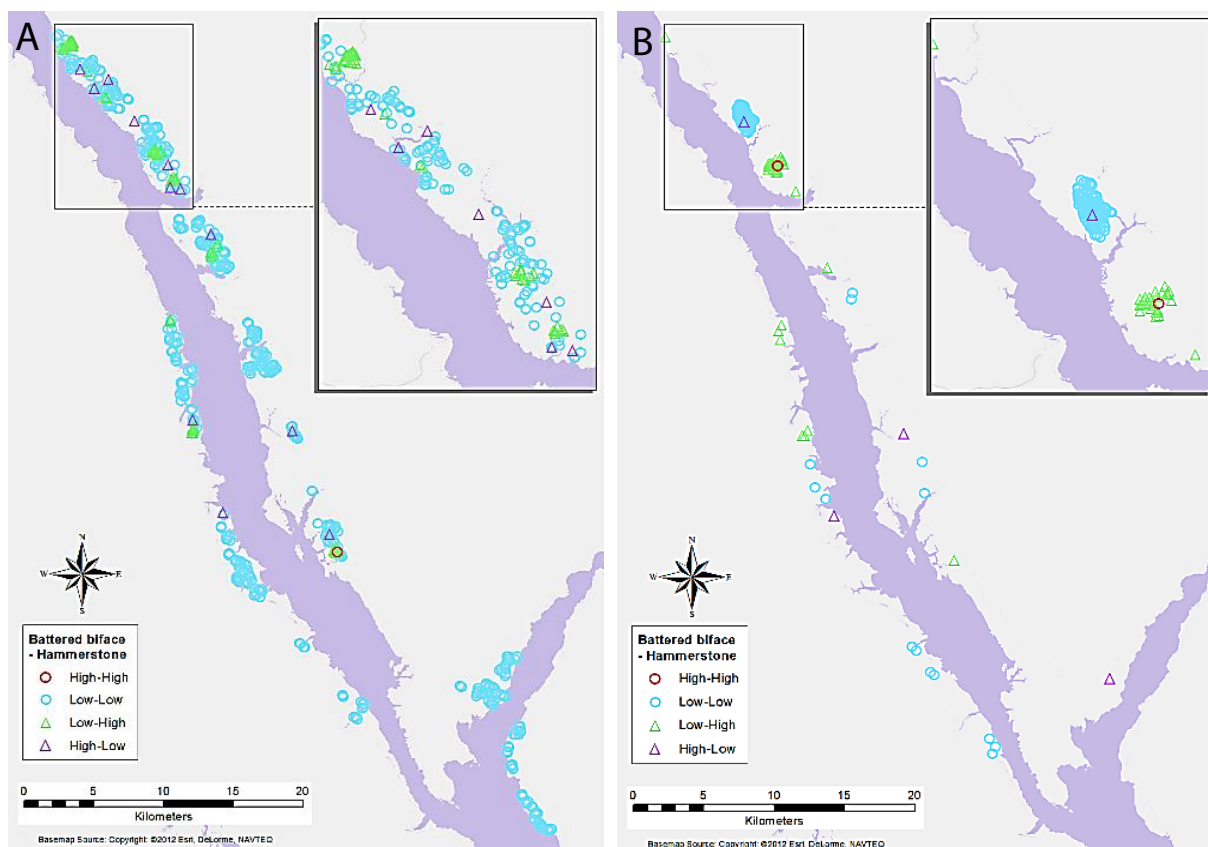 A
N
W
E
S
Battered biface
- Hammerstone
High-High
Low-Low
Low-High
High-Low
0 5 10 15 20
Kilometers
Basemap Source: Copyright: ©2012 Esri, DeLorme, NAVTEQ
B
N
W
E
S
Battered biface
- Hammerstone
High-High
Low-Low
Low-High
High-Low
0 5 10 15 20
Kilometers
Basemap Source: Copyright: ©2012 Esri, DeLorme, NAVTEQ